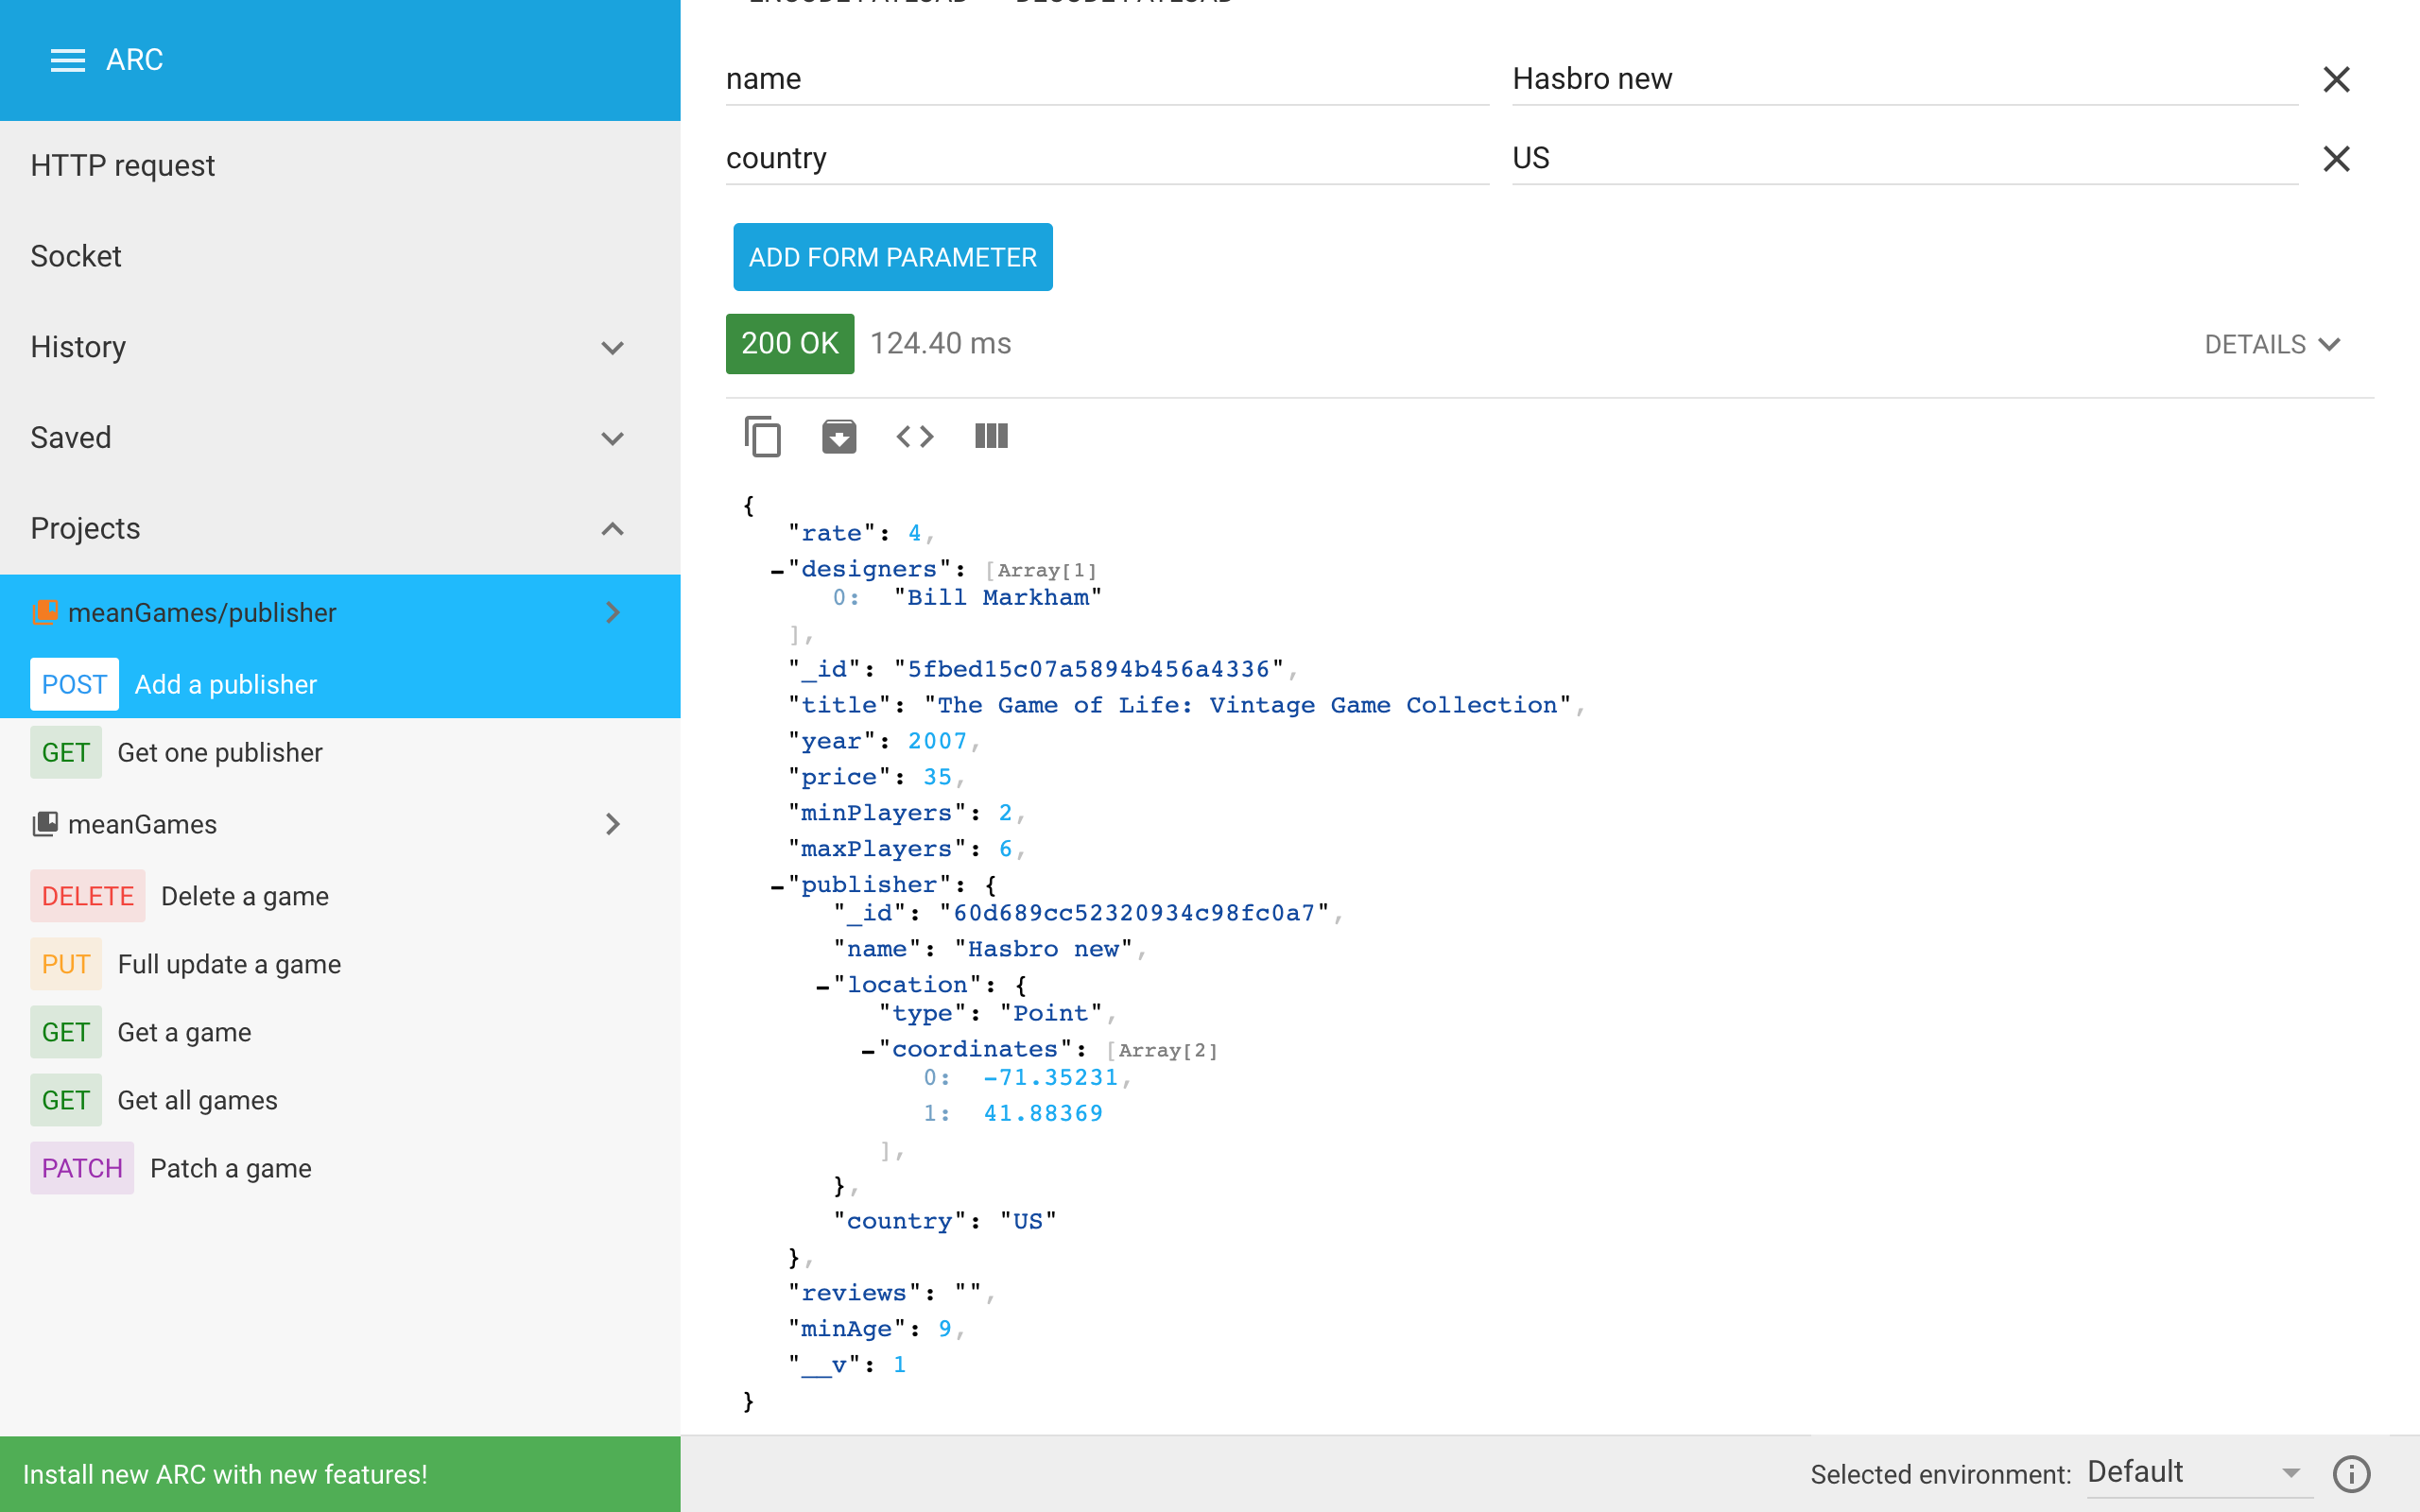 ARC
HTTP request
Socket
History
Saved
Projects
meanGames/publisher
POST Add a publisher
GET Get one publisher
meanGames
DELETE Delete a game
PUT Full update a game
GET Get a game
GET Get all games
PATCH Patch a game
Install new ARC with new features!
ENCODE PAYLOAD DECODE PAYLOAD
name Hasbro new
country US
ADD FORM PARAMETER
200 OK 124.40 ms DETAILS
{
"rate": 4,
-"designers": [Array[1]
0: "Bill Markham"
],
"_id": "5fbed15c07a5894b456a4336",
"title": "The Game of Life: Vintage Game Collection",
"year": 2007,
"price": 35,
"minPlayers": 2,
"maxPlayers": 6,
-"publisher": {
"_id": "60d689cc52320934c98fc0a7",
"name": "Hasbro new",
-"location": {
"type": "Point",
-"coordinates": [Array[2]
0: -71.35231,
1: 41.88369
],
},
"country": "US"
},
"reviews": "",
"minAge": 9,
"__v": 1
}
Selected environment: Default